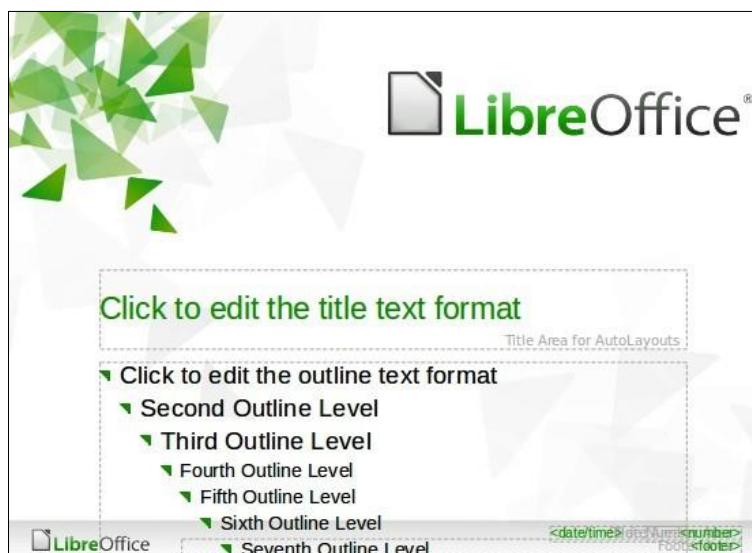 LibreOffice®
Click to edit the title text format
Title Area for AutoLayouts
Click to edit the outline text format
Second Outline Level
Third Outline Level
Fourth Outline Level
Fifth Outline Level
Sixth Outline Level
<date/time>
<number>
LibreOffice
Seventh Outline Level
<footer>